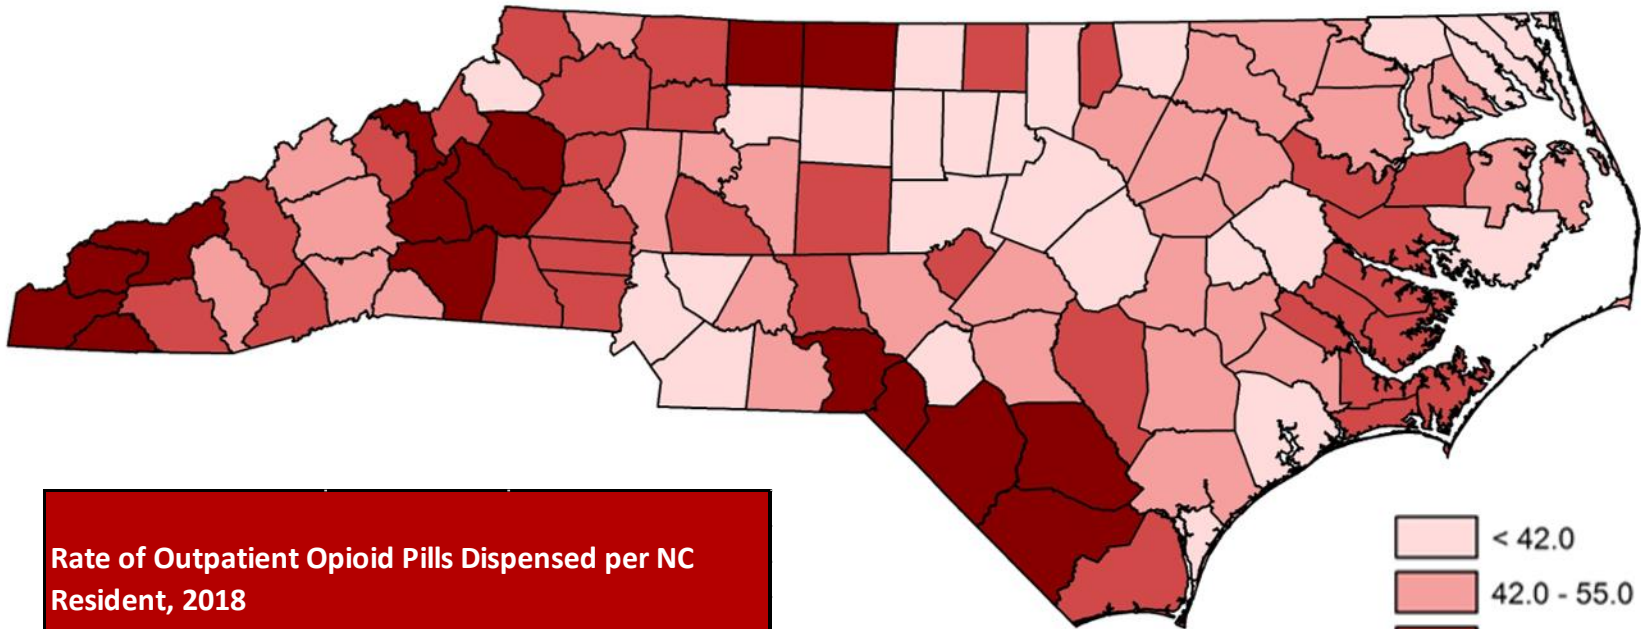 Rate of Outpatient Opioid Pills Dispensed per NC
Resident, 2018
< 42.0
42.0 - 55.0